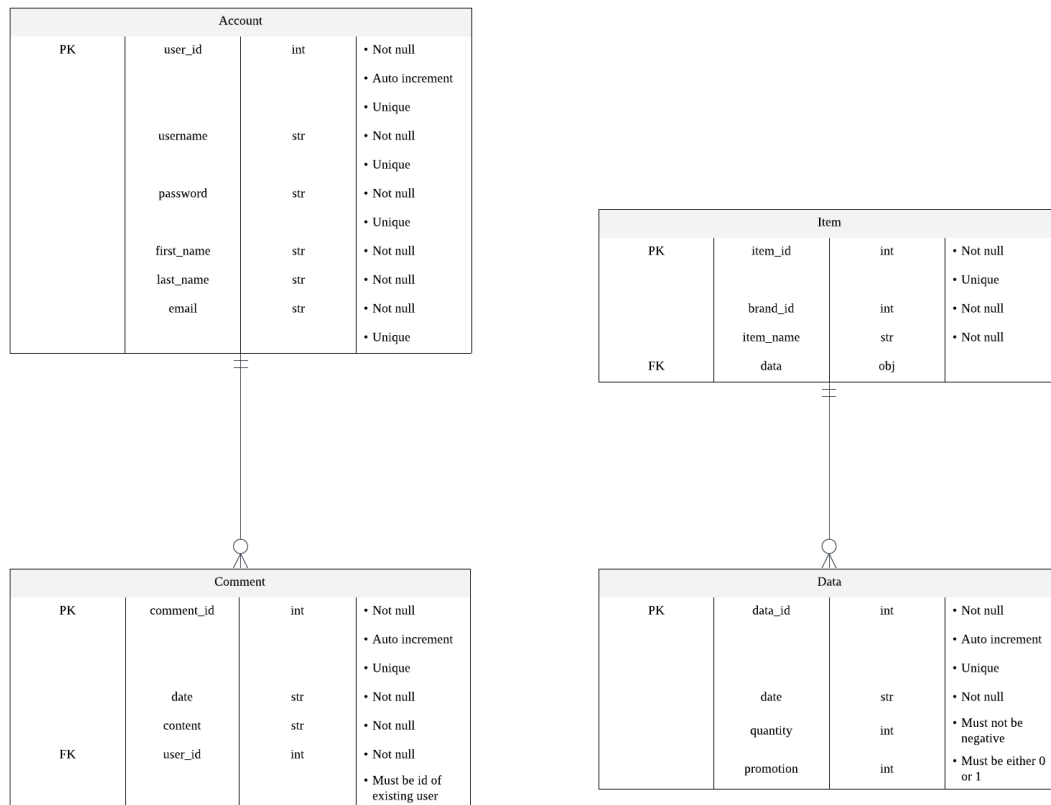 Account
PK user_id int • Not null
• Auto increment
• Unique
username str • Not null
• Unique
password str • Not null
• Unique
first_name str • Not null
last_name str • Not null
email str • Not null
• Unique
Item
PK item_id int • Not null
• Unique
brand_id int • Not null
item_name str • Not null
FK data obj
Comment
PK comment_id int • Not null
• Auto increment
• Unique
date str • Not null
content str • Not null
FK user_id int • Not null
• Must be id of
existing user
Data
PK data_id int • Not null
• Auto increment
• Unique
date str • Not null
quantity int • Must not be
negative
promotion int • Must be either 0
or 1